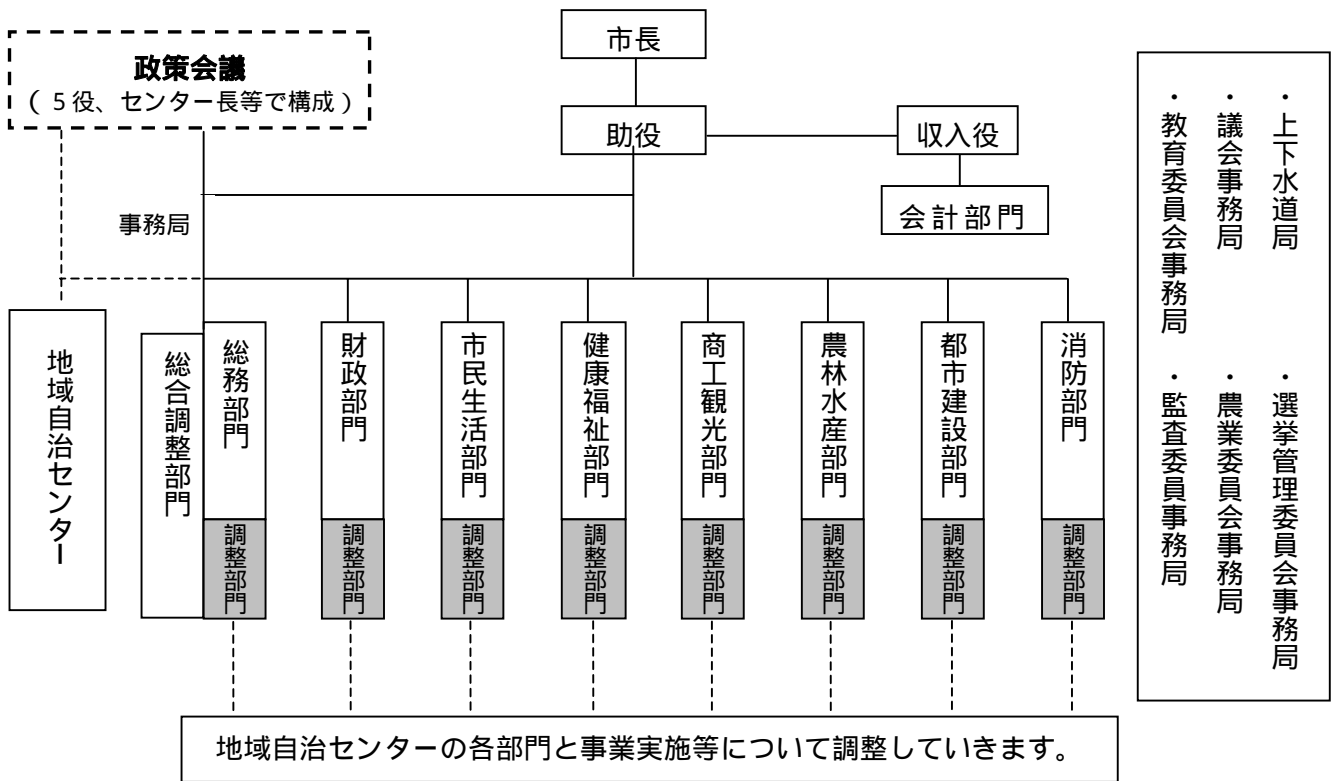 市長
政策会議
（５役、センター長等で構成）
助役
収入役
会計部門
事務局
地域自治センター
総合調整部門
総務部門
調整部門
財政部門
調整部門
市民生活部門
調整部門
健康福祉部門
調整部門
商工観光部門
調整部門
農林水産部門
調整部門
都市建設部門
調整部門
消防部門
調整部門
地域自治センターの各部門と事業実施等について調整していきます。
・上下水道局　・選挙管理委員会事務局
・議会事務局　・農業委員会事務局
・教育委員会事務局　・監査委員事務局